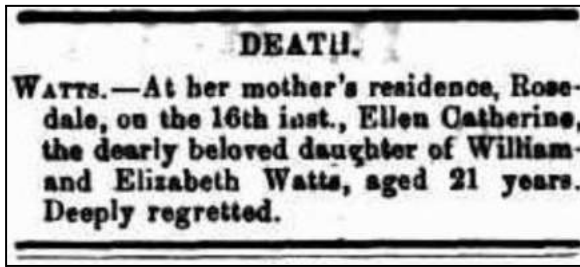 DEATH.
WATTS.—At her mother's residence, Rose-
dale, on the 16th inst., Ellen Catherine,
the dearly beloved daughter of William-
and Elizabeth Watts, aged 21 years.
Deeply regretted.